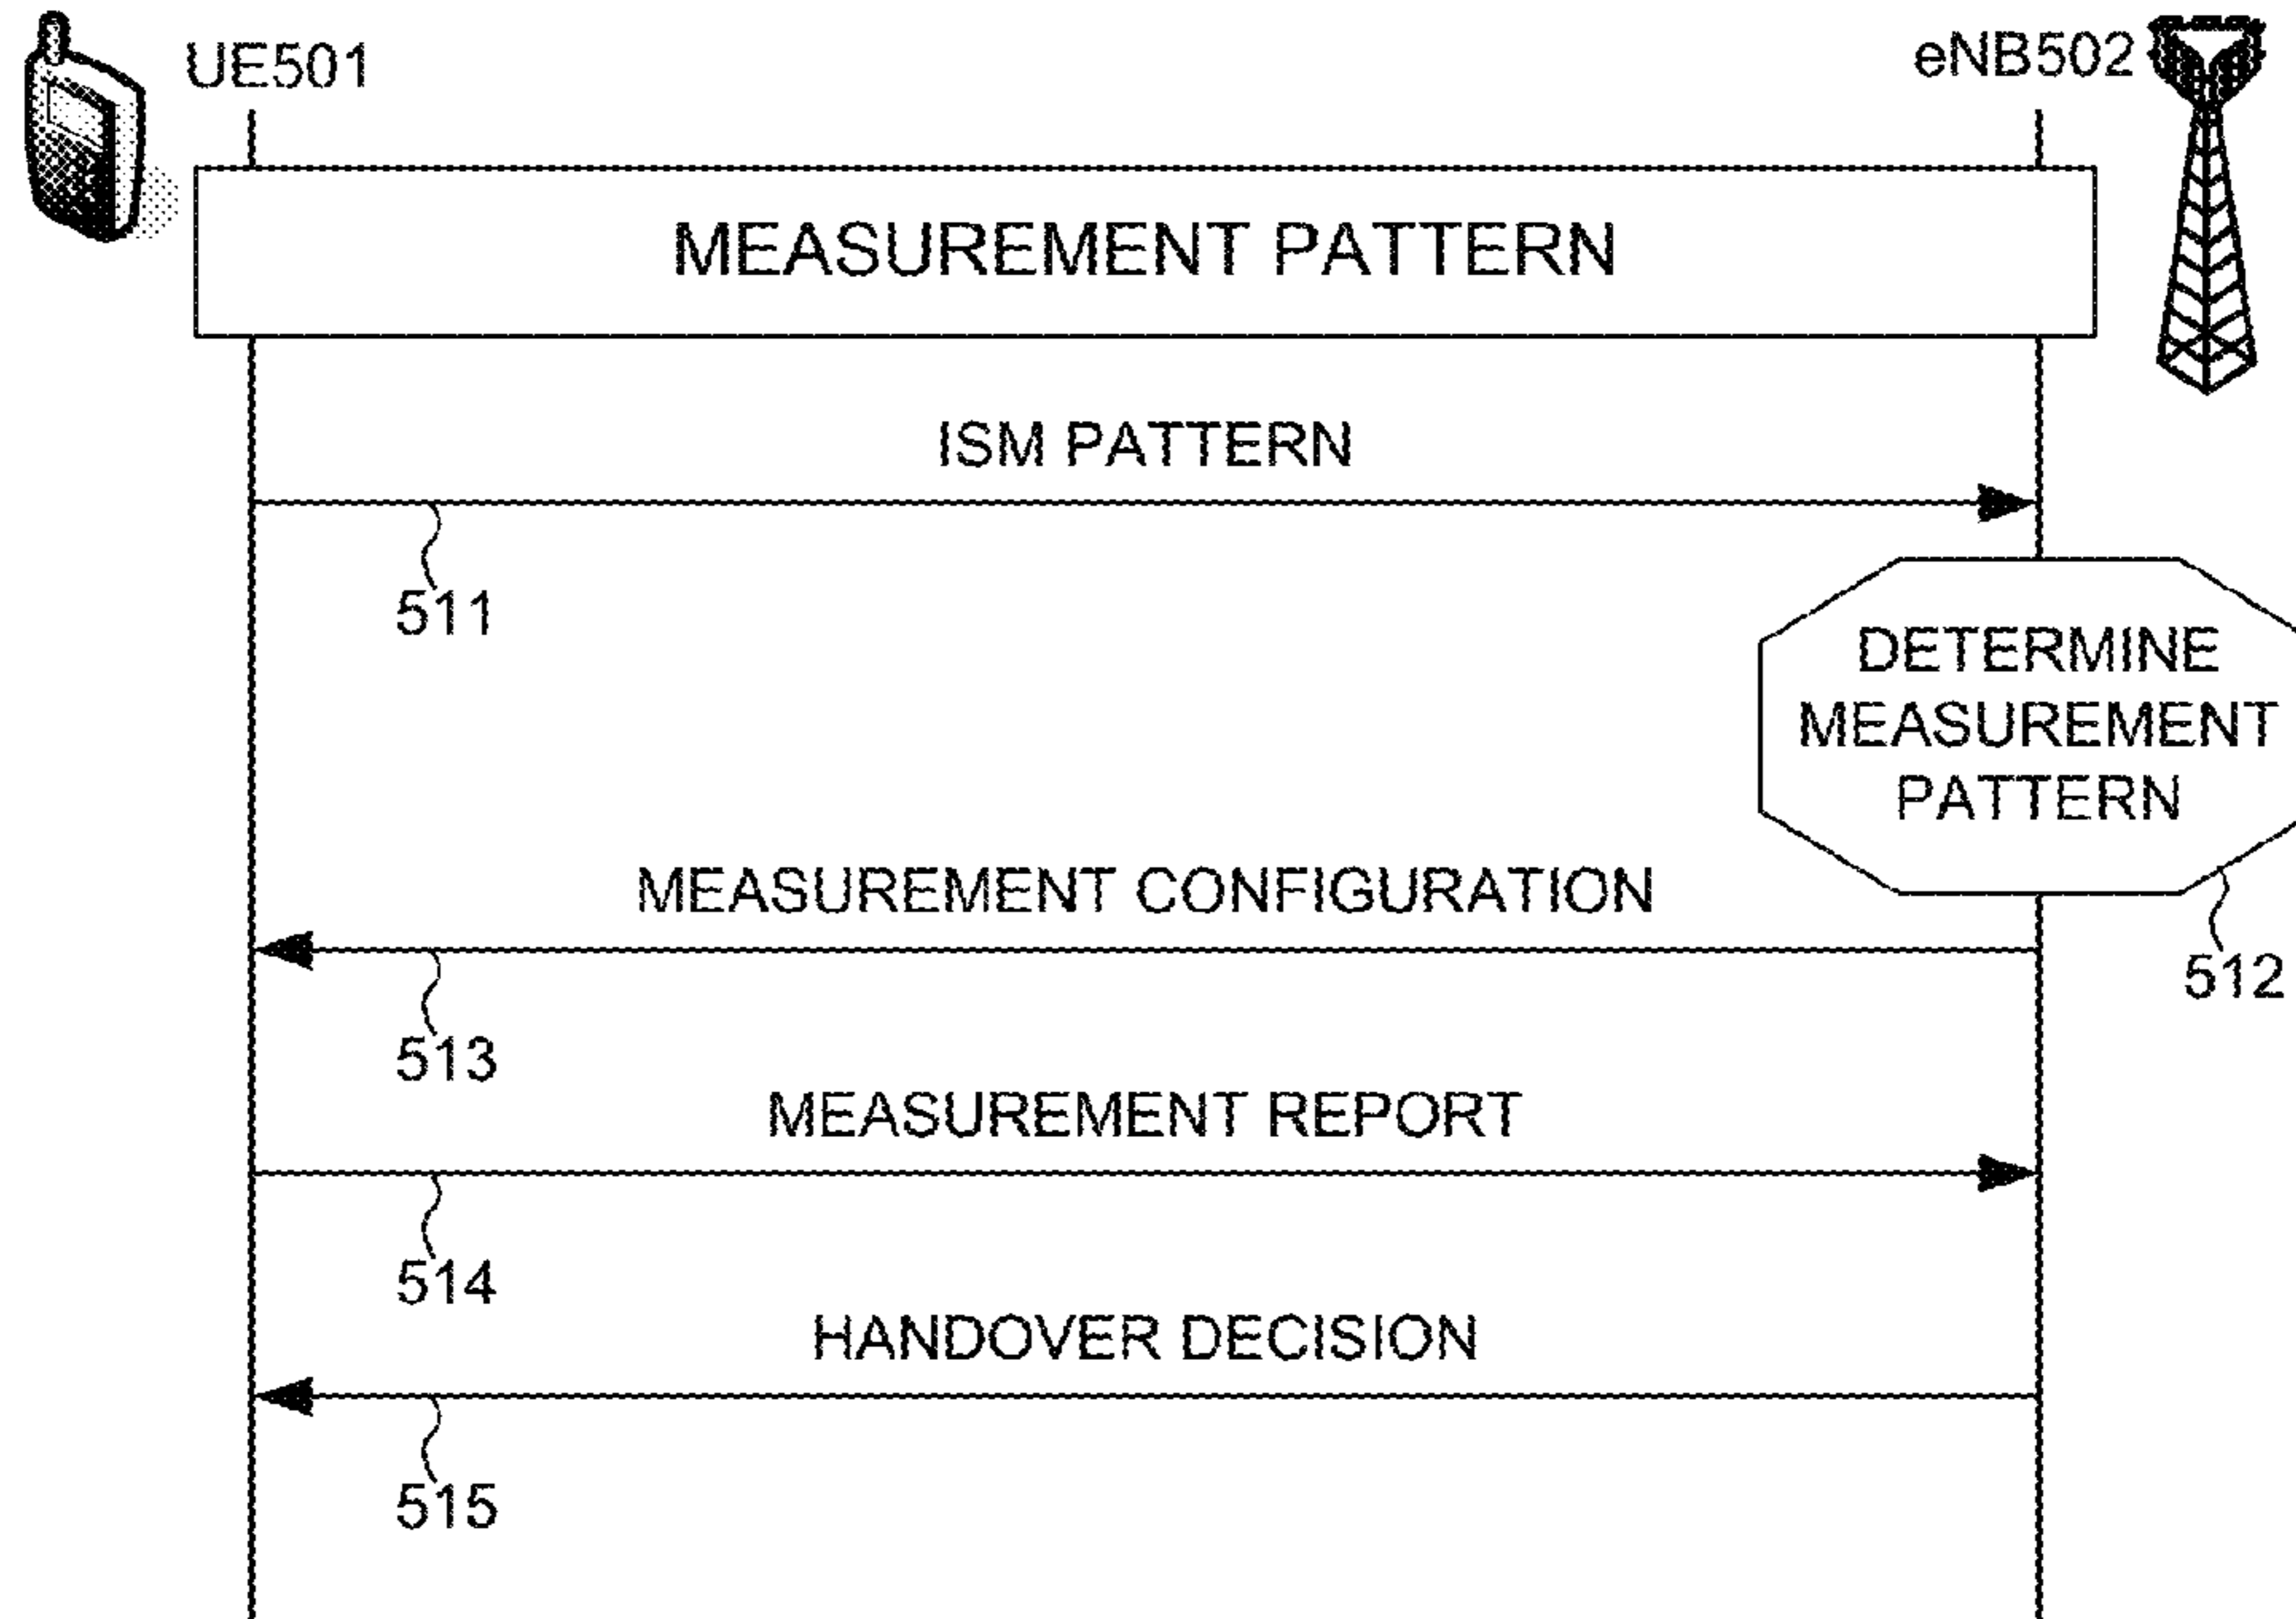 UE501
eNB502
MEASUREMENT PATTERN
ISM PATTERN
511
DETERMINE
MEASUREMENT
PATTERN
MEASUREMENT CONFIGURATION
512
513
MEASUREMENT REPORT
514
HANDOVER DECISION
515